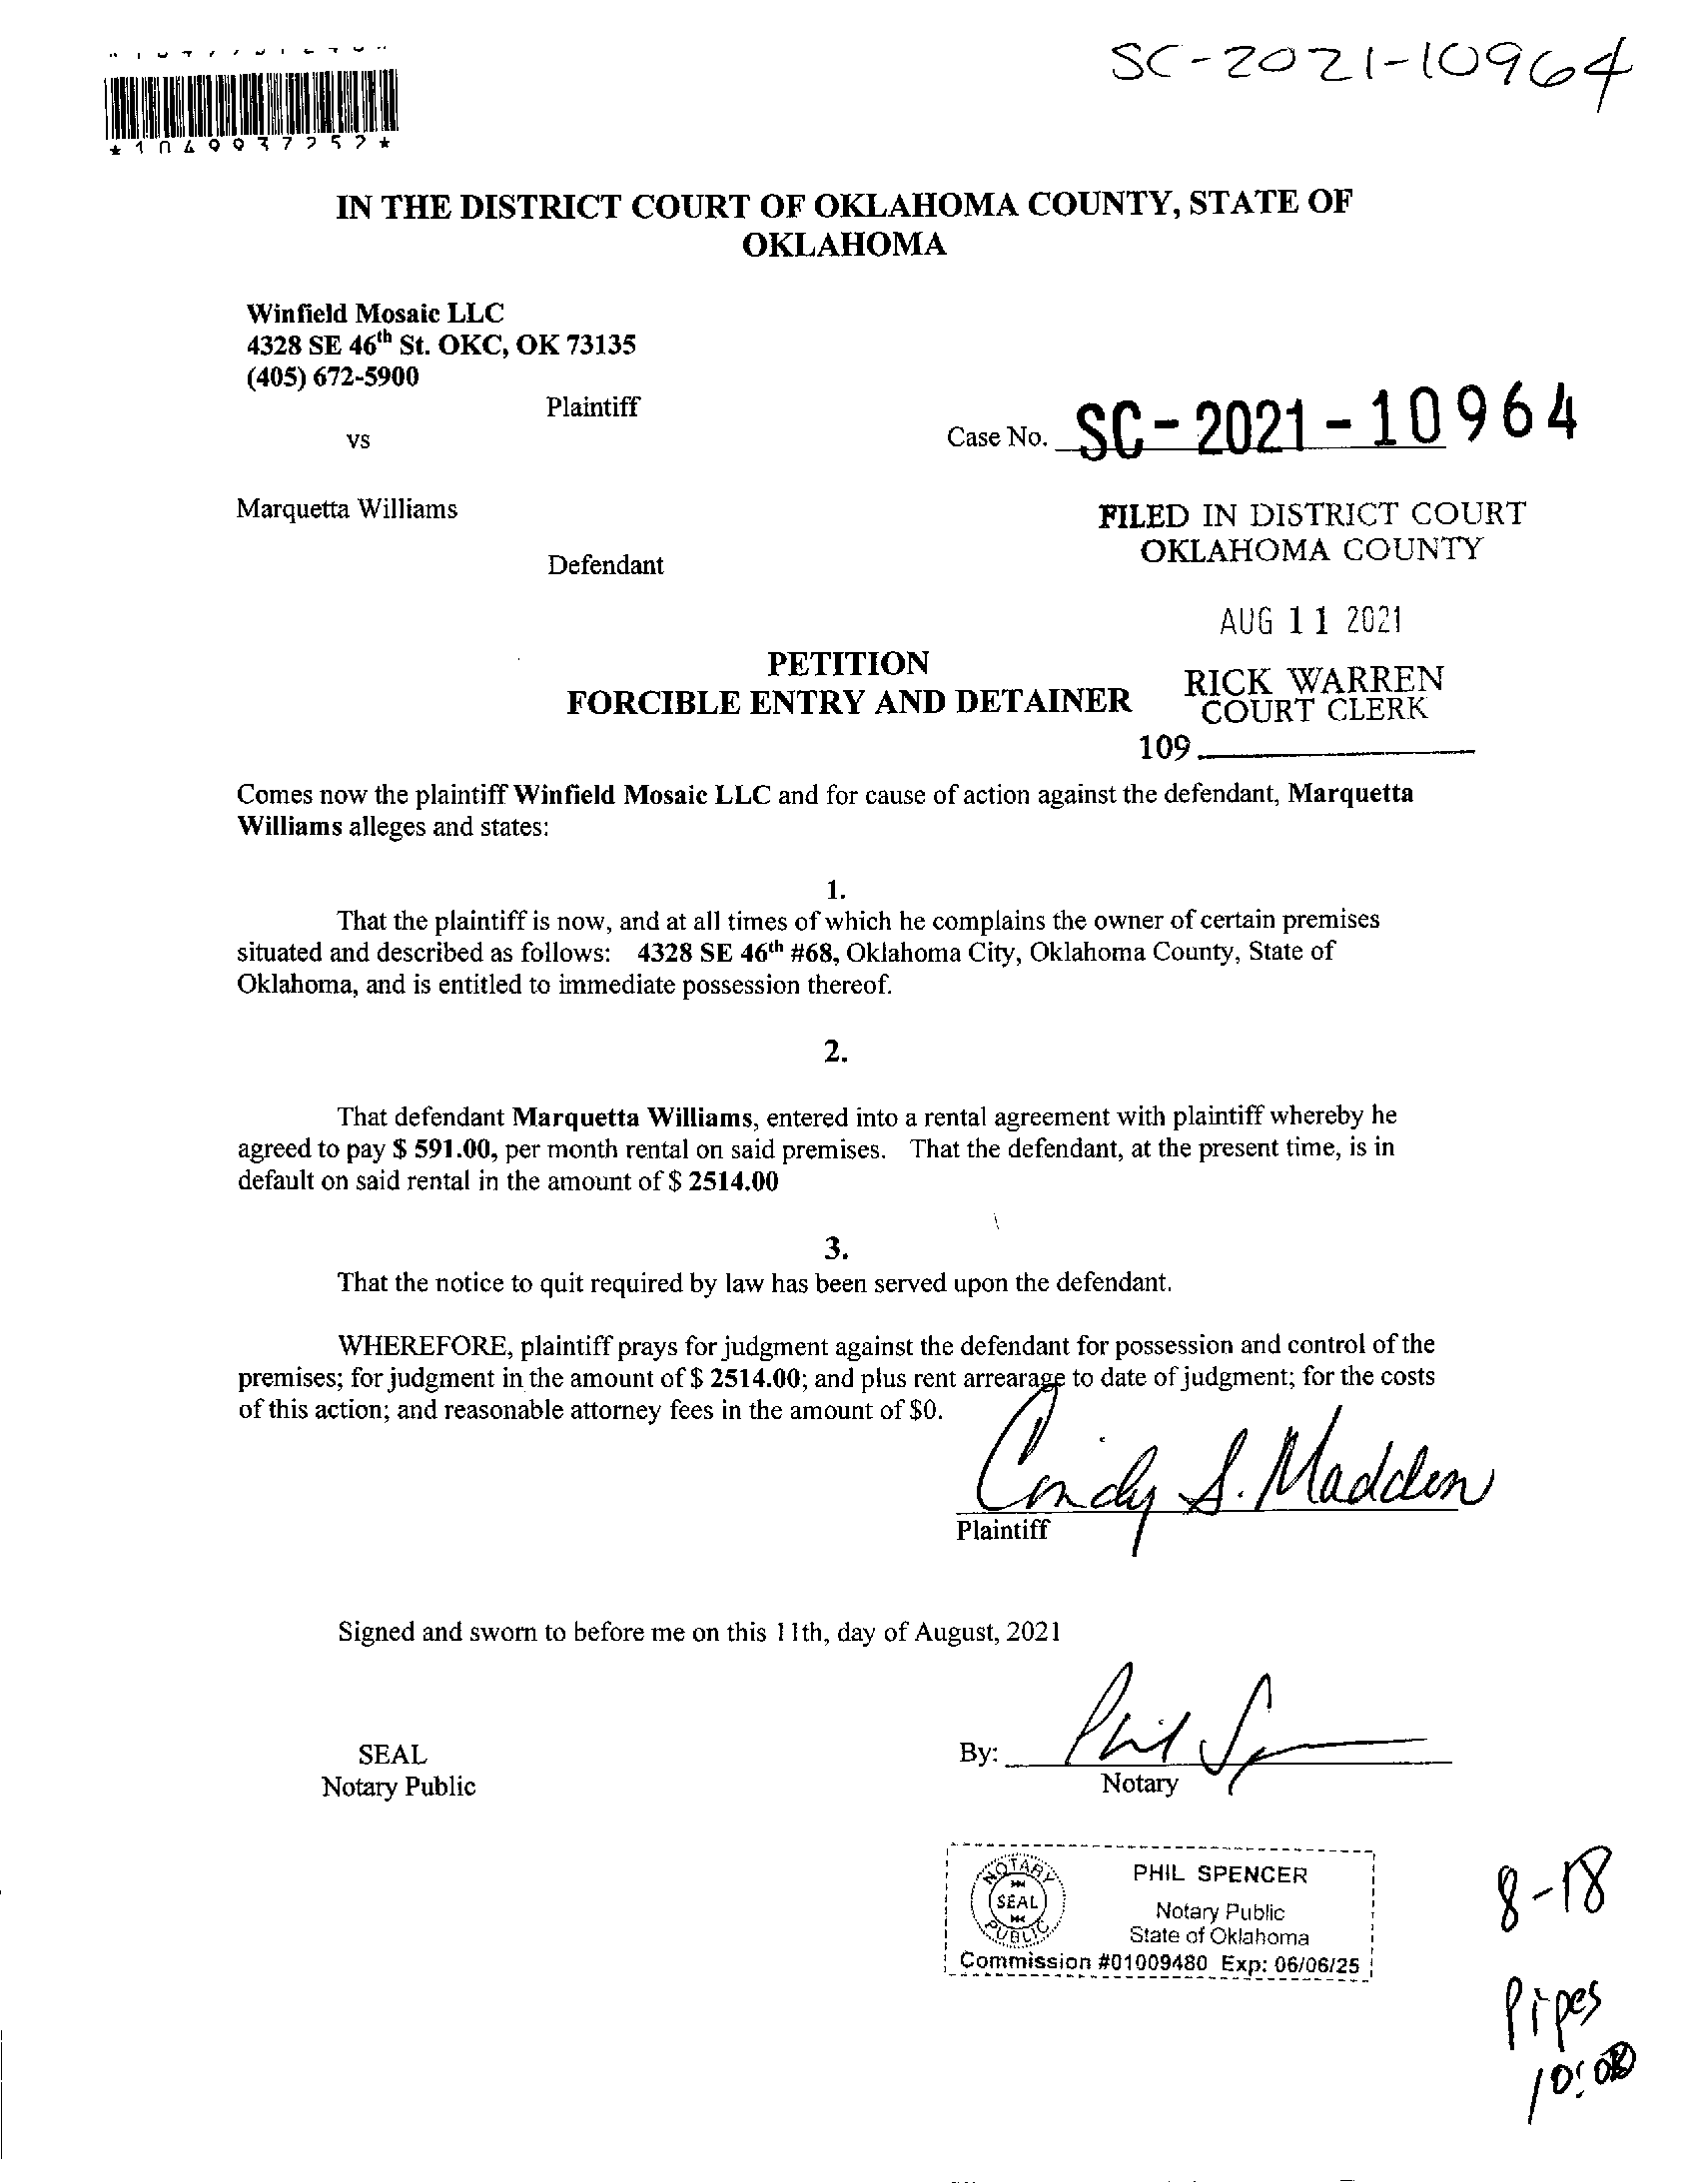 SC-2021-10964
*1049937252*
IN THE DISTRICT COURT OF OKLAHOMA COUNTY, STATE OF
OKLAHOMA
Winfield Mosaic LLC
4328 SE 46th St. OKC, OK 73135
(405) 672-5900
Plaintiff
vs
Case No. SC-2021-10964
Marquetta Williams
FILED IN DISTRICT COURT
OKLAHOMA COUNTY
Defendant
AUG 11 2021
PETITION
FORCIBLE ENTRY AND DETAINER
RICK WARREN
COURT CLERK
109
Comes now the plaintiff Winfield Mosaic LLC and for cause of action against the defendant, Marquetta
Williams alleges and states:
1.
That the plaintiff is now, and at all times of which he complains the owner of certain premises
situated and described as follows: 4328 SE 46th #68, Oklahoma City, Oklahoma County, State of
Oklahoma, and is entitled to immediate possession thereof.
2.
That defendant Marquetta Williams, entered into a rental agreement with plaintiff whereby he
agreed to pay $ 591.00, per month rental on said premises. That the defendant, at the present time, is in
default on said rental in the amount of $ 2514.00
3.
That the notice to quit required by law has been served upon the defendant.
WHEREFORE, plaintiff prays for judgment against the defendant for possession and control of the
premises; for judgment in the amount of $ 2514.00; and plus rent arrearage to date of judgment; for the costs
of this action; and reasonable attorney fees in the amount of $0.
Cindy S. Madden
Plaintiff
Signed and sworn to before me on this 11th, day of August, 2021
SEAL
Notary Public
By: Phil Sp
Notary
NOTARY
SEAL
PUBLIC
PHIL SPENCER
Notary Public
State of Oklahoma
Commission #01009480 Exp: 06/06/25
8-18
Pipes
10:00